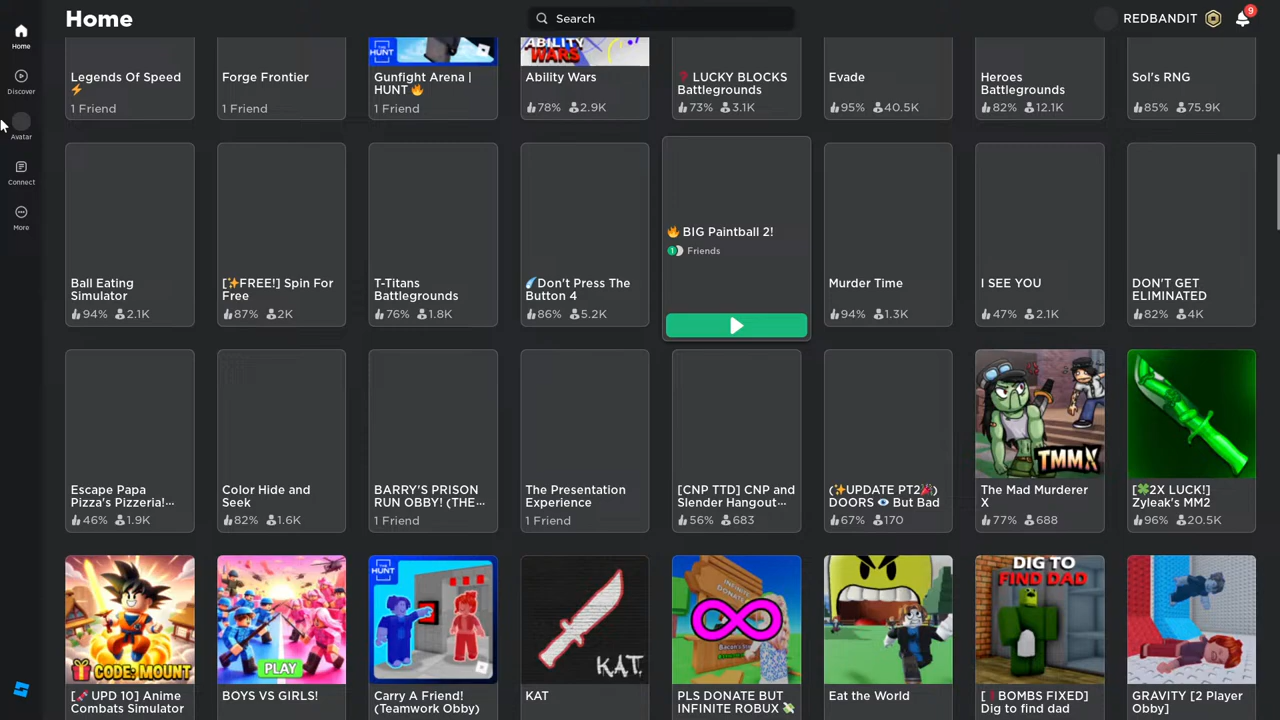 Home
Search
REDBANDIT
9
Home
Discover
Avatar
Connect
More
Legends Of Speed
⚡
1 Friend
Forge Frontier
1 Friend
THE HUNT
Gunfight Arena |
HUNT 🔥
1 Friend
ABILITY
WARS
Ability Wars
78% 2.9K
❓ LUCKY BLOCKS
Battlegrounds
73% 3.1K
Evade
95% 40.5K
Heroes
Battlegrounds
82% 12.1K
Sol's RNG
85% 75.9K
Ball Eating
Simulator
94% 2.1K
[✨FREE!] Spin For
Free
87% 2K
T-Titans
Battlegrounds
76% 1.8K
Don't Press The
Button 4
86% 5.2K
🔥 BIG Paintball 2!
1 Friends
Murder Time
94% 1.3K
I SEE YOU
47% 2.1K
DON'T GET
ELIMINATED
82% 4K
Escape Papa
Pizza's Pizzeria!...
46% 1.9K
Color Hide and
Seek
82% 1.6K
BARRY'S PRISON
RUN OBBY! (THE...
1 Friend
The Presentation
Experience
1 Friend
[CNP TTD] CNP and
Slender Hangout...
56% 683
(✨UPDATE PT2🎉)
DOORS 👁 But Bad
67% 170
TMMX
The Mad Murderer
X
77% 688
[🍀2X LUCK!]
Zyleak's MM2
96% 20.5K
CODE: MOUNT
[🚀 UPD 10] Anime
Combats Simulator
PLAY
BOYS VS GIRLS!
THE HUNT
Carry A Friend!
(Teamwork Obby)
KAT.
KAT
INFINITE
DONATE
PLS DONATE BUT
INFINITE ROBUX 💸
Eat the World
DIG TO
FIND DAD
[❗BOMBS FIXED]
Dig to find dad
GRAVITY [2 Player
Obby]